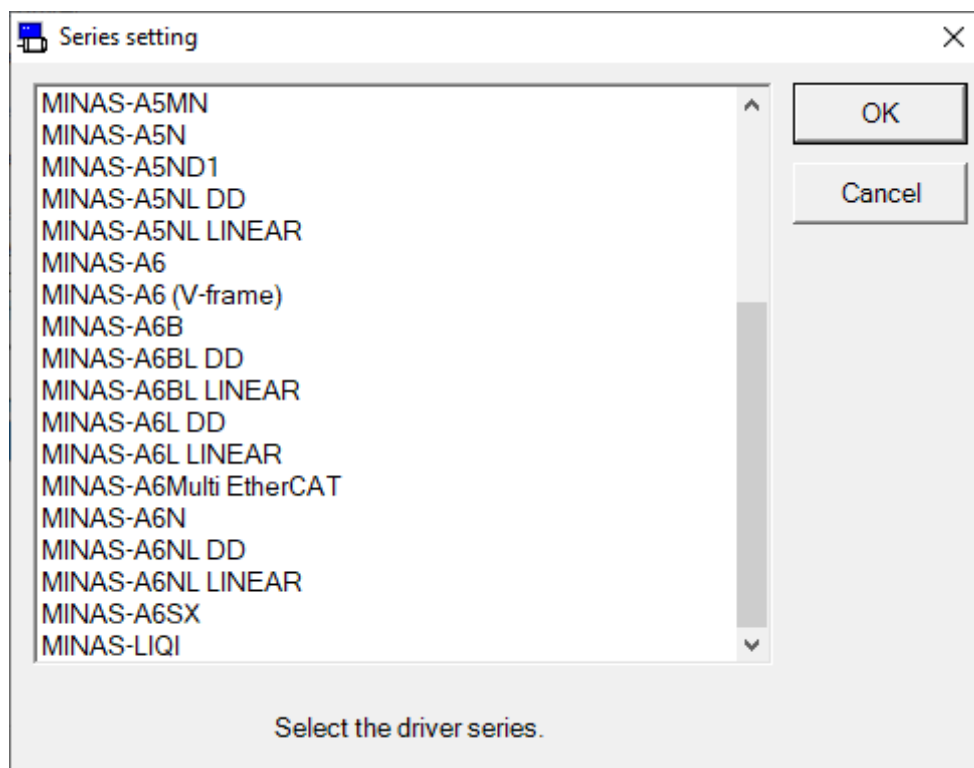 Series setting
MINAS-A5MN
MINAS-A5N
MINAS-A5ND1
MINAS-A5NL DD
MINAS-A5NL LINEAR
MINAS-A6
MINAS-A6 (V-frame)
MINAS-A6B
MINAS-A6BL DD
MINAS-A6BL LINEAR
MINAS-A6L DD
MINAS-A6L LINEAR
MINAS-A6Multi EtherCAT
MINAS-A6N
MINAS-A6NL DD
MINAS-A6NL LINEAR
MINAS-A6SX
MINAS-LIQI
OK
Cancel
Select the driver series.